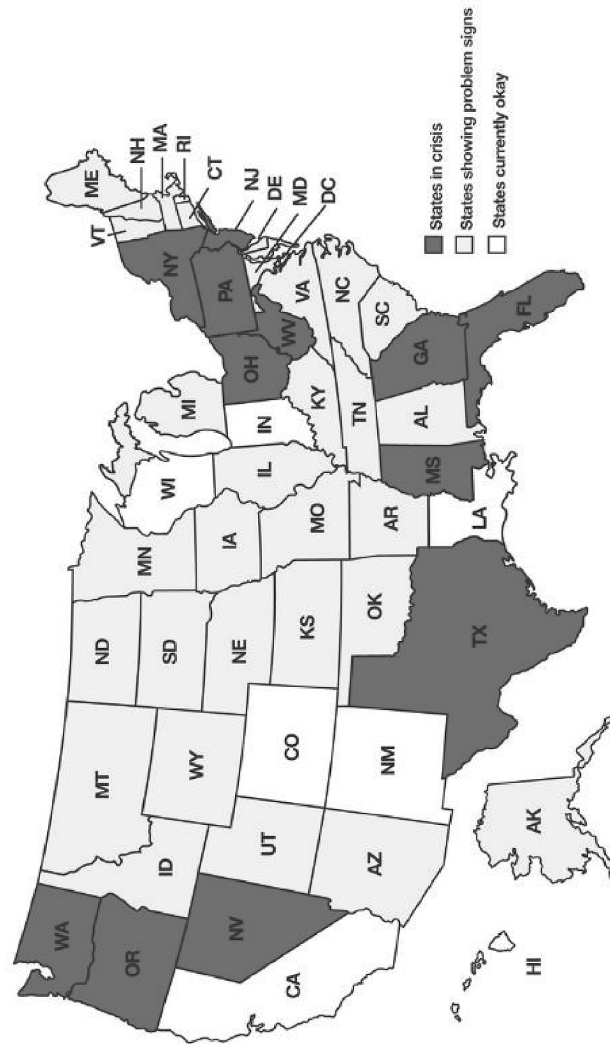 WA
OR
CA
NV
ID
MT
WY
UT
AZ
CO
NM
ND
SD
NE
KS
OK
TX
MN
IA
MO
AR
LA
WI
IL
MI
IN
KY
TN
MS
AL
OH
WV
GA
FL
SC
NC
VA
PA
NY
VT
ME
NH
MA
RI
CT
NJ
DE
MD
DC
AK
HI
States in crisis
States showing problem signs
States currently okay